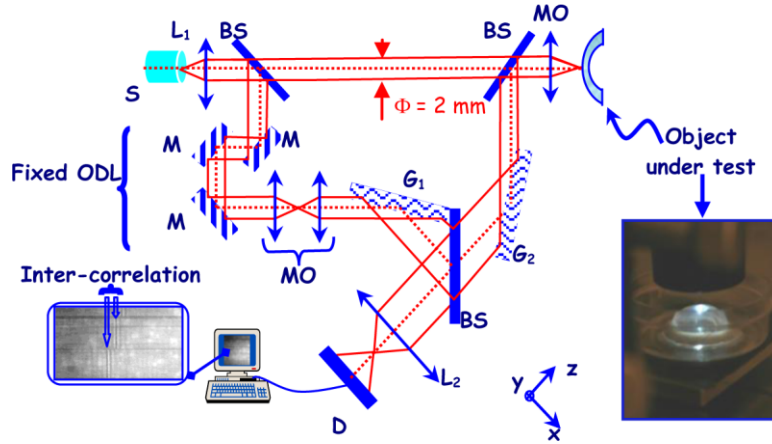 MO
L₁
BS
BS
S
Φ = 2 mm
M
M
Fixed ODL
M
Object
under test
G₁
G₂
MO
BS
Inter-correlation
L₂
D
y
z
x